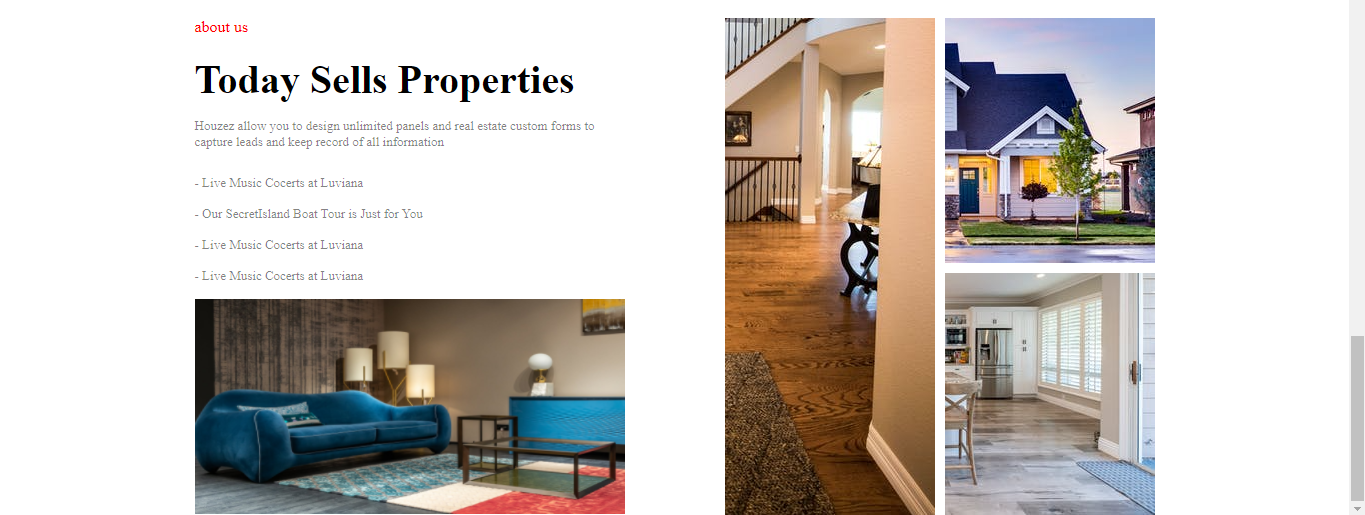 about us
Today Sells Properties
Houzez allow you to design unlimited panels and real estate custom forms to
capture leads and keep record of all information
- Live Music Cocerts at Luviana
- Our SecretIsland Boat Tour is Just for You
- Live Music Cocerts at Luviana
- Live Music Cocerts at Luviana